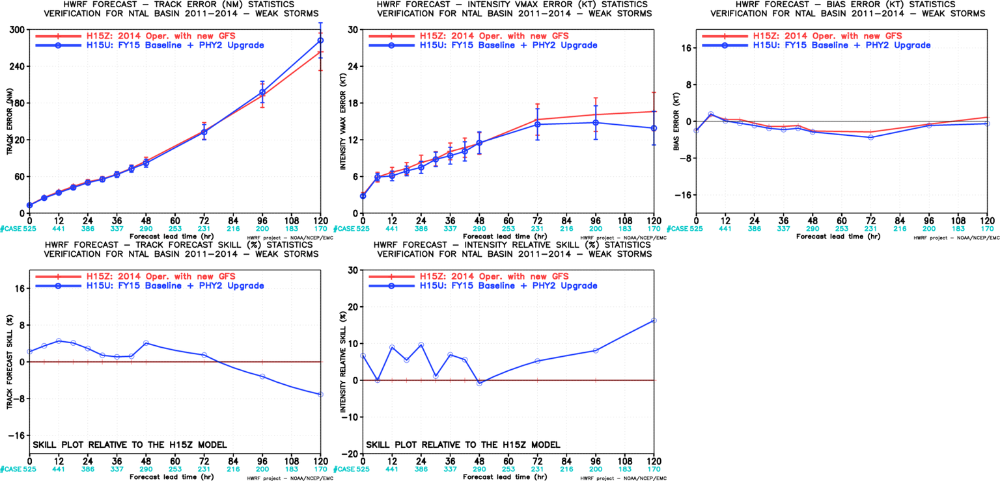 HWRF FORECAST – TRACK ERROR (NM) STATISTICS
VERIFICATION FOR NTAL BASIN 2011–2014 – WEAK STORMS
H15Z: 2014 Oper. with new GFS
H15U: FY15 Baseline + PHY2 Upgrade
TRACK ERROR (NM)
300
240
180
120
60
0
0 12 24 36 48 60 72 84 96 108 120
#CASE 525 441 386 337 290 253 231 216 200 183 170
Forecast lead time (hr)
HWRF project – NOAA/NCEP/EMC
HWRF FORECAST – INTENSITY VMAX ERROR (KT) STATISTICS
VERIFICATION FOR NTAL BASIN 2011–2014 – WEAK STORMS
H15Z: 2014 Oper. with new GFS
H15U: FY15 Baseline + PHY2 Upgrade
INTENSITY VMAX ERROR (KT)
30
24
18
12
6
0
0 12 24 36 48 60 72 84 96 108 120
#CASE 525 441 386 337 290 253 231 216 200 183 170
Forecast lead time (hr)
HWRF project – NOAA/NCEP/EMC
HWRF FORECAST – BIAS ERROR (KT) STATISTICS
VERIFICATION FOR NTAL BASIN 2011–2014 – WEAK STORMS
H15Z: 2014 Oper. with new GFS
H15U: FY15 Baseline + PHY2 Upgrade
BIAS ERROR (KT)
16
8
0
–8
–16
0 12 24 36 48 60 72 84 96 108 120
#CASE 525 441 386 337 290 253 231 216 200 183 170
Forecast lead time (hr)
HWRF project – NOAA/NCEP/EMC
HWRF FORECAST – TRACK FORECAST SKILL (%) STATISTICS
VERIFICATION FOR NTAL BASIN 2011–2014 – WEAK STORMS
H15Z: 2014 Oper. with new GFS
H15U: FY15 Baseline + PHY2 Upgrade
TRACK FORECAST SKILL (%)
16
8
0
–8
–16
SKILL PLOT RELATIVE TO THE H15Z MODEL
0 12 24 36 48 60 72 84 96 108 120
#CASE 525 441 386 337 290 253 231 216 200 183 170
Forecast lead time (hr)
HWRF project – NOAA/NCEP/EMC
HWRF FORECAST – INTENSITY RELATIVE SKILL (%) STATISTICS
VERIFICATION FOR NTAL BASIN 2011–2014 – WEAK STORMS
H15Z: 2014 Oper. with new GFS
H15U: FY15 Baseline + PHY2 Upgrade
INTENSITY RELATIVE SKILL (%)
30
20
10
0
–10
–20
SKILL PLOT RELATIVE TO THE H15Z MODEL
0 12 24 36 48 60 72 84 96 108 120
#CASE 525 441 386 337 290 253 231 216 200 183 170
Forecast lead time (hr)
HWRF project – NOAA/NCEP/EMC